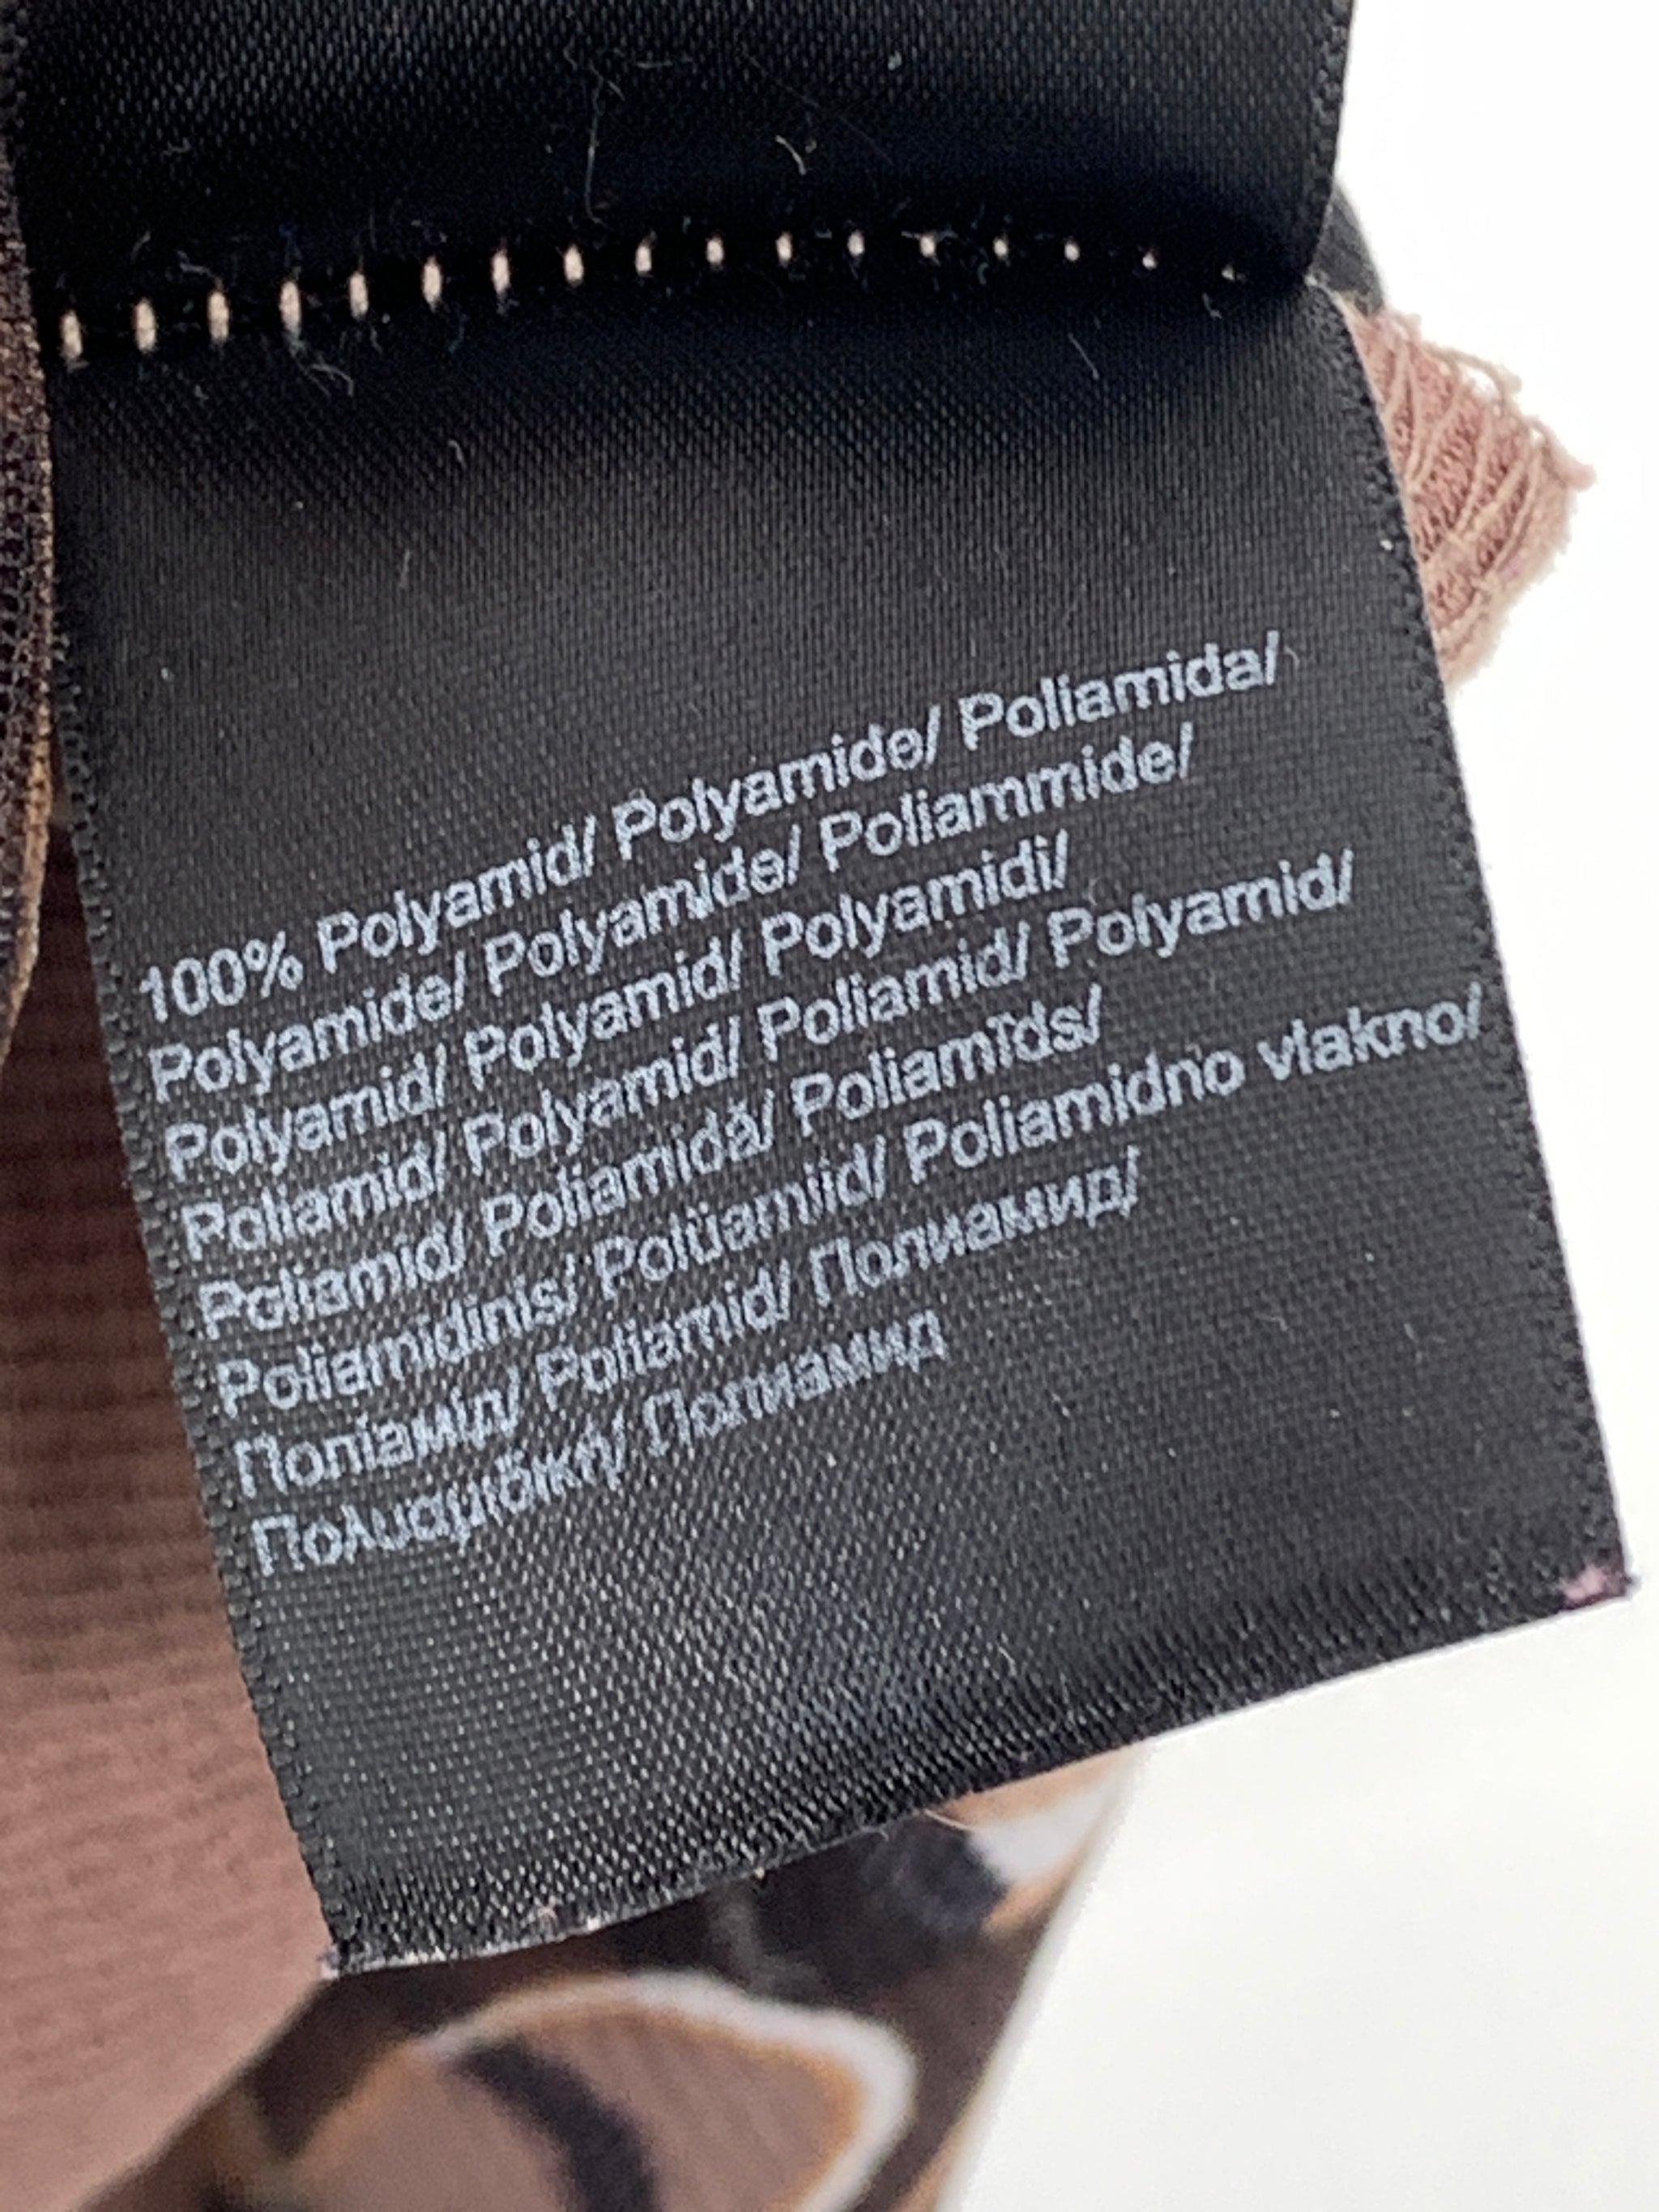 100% Polyamid/ Polyamide/ Poliamida/
Polyamide/ Polyamide/ Poliammide/
Polyamid/ Polyamid/ Polyamidi/
Poliamid/ Polyamid/ Poliamid/ Polyamid/
Poliamid/ Poliamidă/ Poliamīds/
Poliamidinis/ Polüamiid/ Poliamidno vlakno/
Поліамід/ Poliamid/ Полиамид/
Πολυαμιδική/ Полиамид